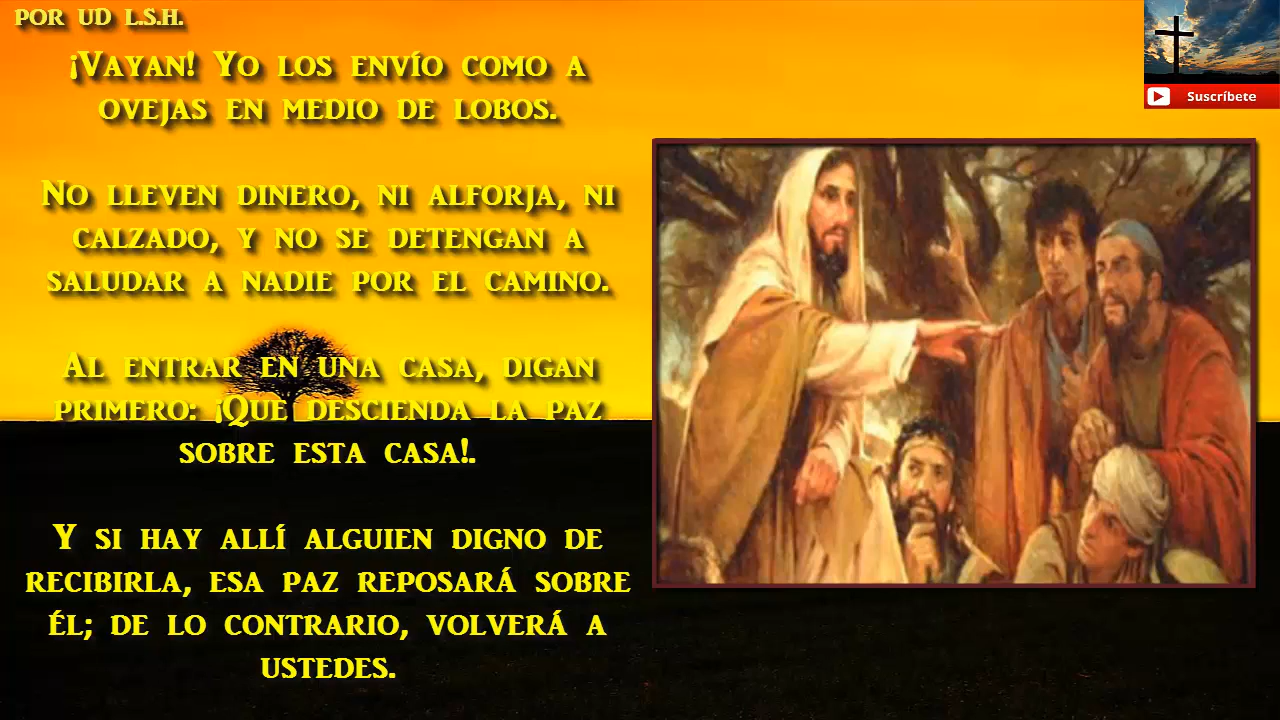 POR UD L.S.H.
¡Vayan! Yo los envío como a
ovejas en medio de lobos.
No lleven dinero, ni alforja, ni
calzado, y no se detengan a
saludar a nadie por el camino.
Al entrar en una casa, digan
primero: ¡Que descienda la paz
sobre esta casa!.
Y si hay allí alguien digno de
recibirla, esa paz reposará sobre
él; de lo contrario, volverá a
ustedes.
Suscríbete